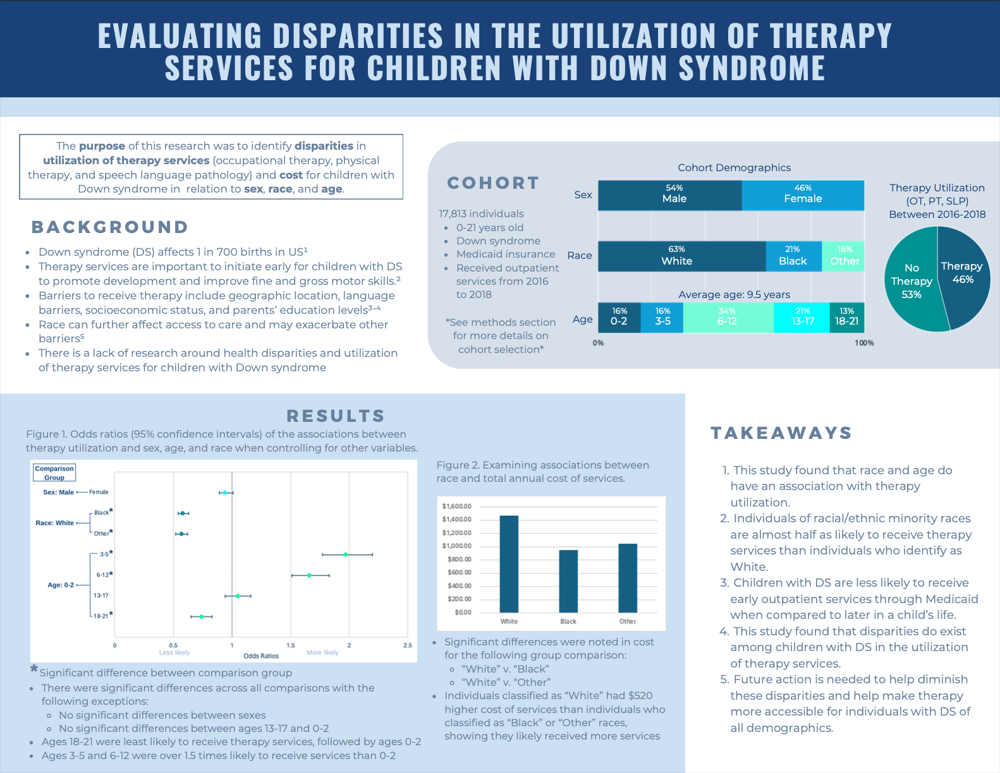 EVALUATING DISPARITIES IN THE UTILIZATION OF THERAPY
SERVICES FOR CHILDREN WITH DOWN SYNDROME
The purpose of this research was to identify disparities in
utilization of therapy services (occupational therapy, physical
therapy, and speech language pathology) and cost for children with
Down syndrome in relation to sex, race, and age.
BACKGROUND
• Down syndrome (DS) affects 1 in 700 births in US¹
• Therapy services are important to initiate early for children with DS
to promote development and improve fine and gross motor skills.²
• Barriers to receive therapy include geographic location, language
barriers, socioeconomic status, and parents' education levels³⁻⁴
• Race can further affect access to care and may exacerbate other
barriers⁵
• There is a lack of research around health disparities and utilization
of therapy services for children with Down syndrome
COHORT
17,813 individuals
• 0-21 years old
• Down syndrome
• Medicaid insurance
• Received outpatient
services from 2016
to 2018
*See methods section
for more details on
cohort selection*
Cohort Demographics
Sex
54%
Male
46%
Female
Race
63%
White
21%
Black
16%
Other
Average age: 9.5 years
Age
16%
0-2
16%
3-5
34%
6-12
21%
13-17
13%
18-21
0%
100%
Therapy Utilization
(OT, PT, SLP)
Between 2016-2018
No
Therapy
53%
Therapy
46%
RESULTS
Figure 1. Odds ratios (95% confidence intervals) of the associations between
therapy utilization and sex, age, and race when controlling for other variables.
Comparison
Group
Sex: Male
Female
Race: White
Black*
Other*
Age: 0-2
3-5*
6-12*
13-17
18-21*
0 0.5 1 1.5 2 2.5
Less likely
Odds Ratios
More likely
* Significant difference between comparison group
• There were significant differences across all comparisons with the
following exceptions:
◦ No significant differences between sexes
◦ No significant differences between ages 13-17 and 0-2
• Ages 18-21 were least likely to receive therapy services, followed by ages 0-2
• Ages 3-5 and 6-12 were over 1.5 times likely to receive services than 0-2
Figure 2. Examining associations between
race and total annual cost of services.
$1,600.00
$1,400.00
$1,200.00
$1,000.00
$800.00
$600.00
$400.00
$200.00
$0.00
White Black Other
• Significant differences were noted in cost
for the following group comparison:
◦ "White" v. "Black"
◦ "White" v. "Other"
• Individuals classified as "White" had $520
higher cost of services than individuals who
classified as "Black" or "Other" races,
showing they likely received more services
TAKEAWAYS
1. This study found that race and age do
have an association with therapy
utilization.
2. Individuals of racial/ethnic minority races
are almost half as likely to receive therapy
services than individuals who identify as
White.
3. Children with DS are less likely to receive
early outpatient services through Medicaid
when compared to later in a child's life.
4. This study found that disparities do exist
among children with DS in the utilization
of therapy services.
5. Future action is needed to help diminish
these disparities and help make therapy
more accessible for individuals with DS of
all demographics.